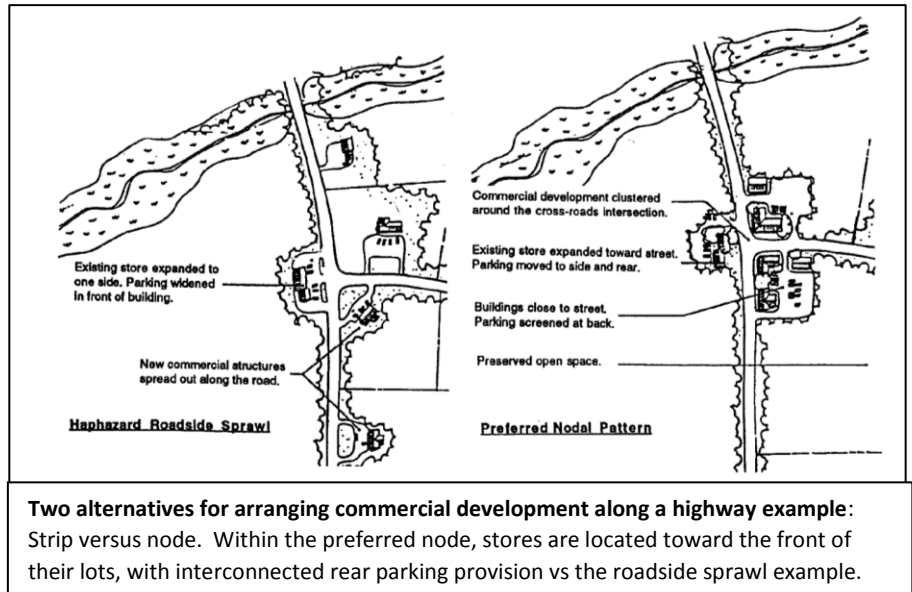 Existing store expanded to
one side. Parking widened
in front of building.
New commercial structures
spread out along the road.
Haphazard Roadside Sprawl
Commercial development clustered
around the cross-roads intersection.
Existing store expanded toward street.
Parking moved to side and rear.
Buildings close to street.
Parking screened at back.
Preserved open space.
Preferred Nodal Pattern
Two alternatives for arranging commercial development along a highway example:
Strip versus node.  Within the preferred node, stores are located toward the front of
their lots, with interconnected rear parking provision vs the roadside sprawl example.